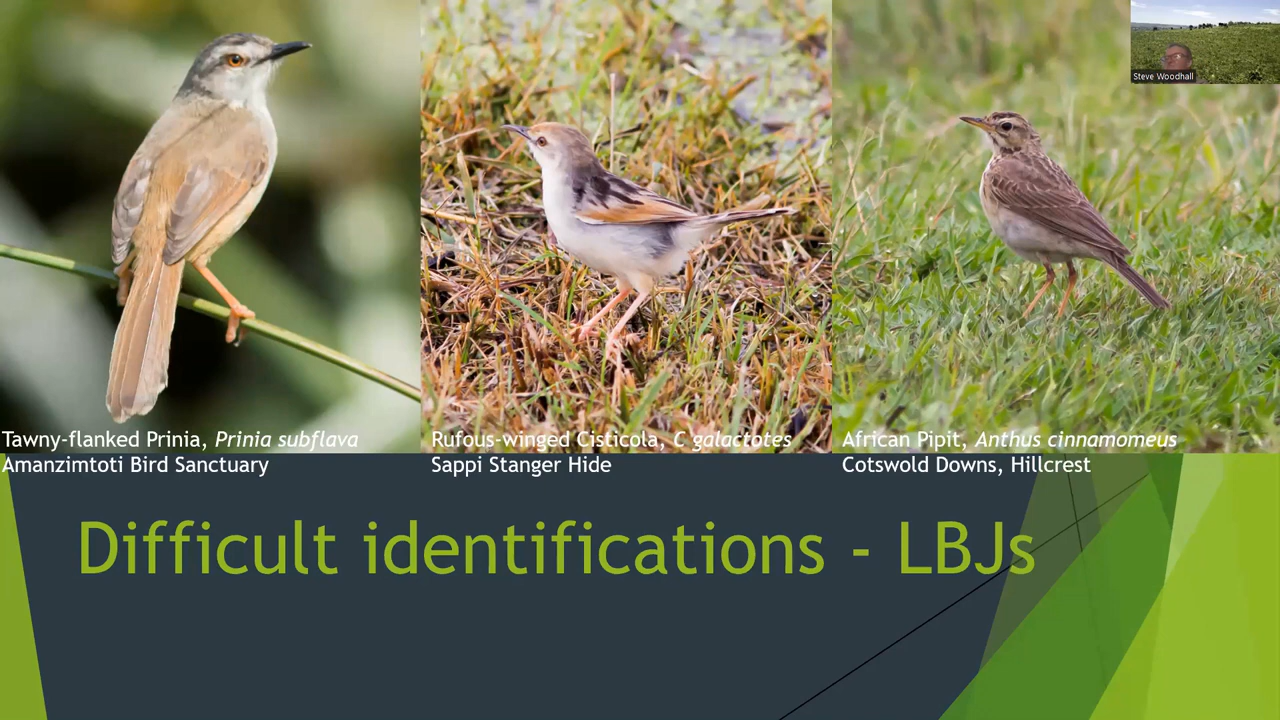 Steve Woodhall
Tawny-flanked Prinia, Prinia subflava
Amanzimtoti Bird Sanctuary
Rufous-winged Cisticola, C galactotes
Sappi Stanger Hide
African Pipit, Anthus cinnamomeus
Cotswold Downs, Hillcrest
Difficult identifications - LBJs